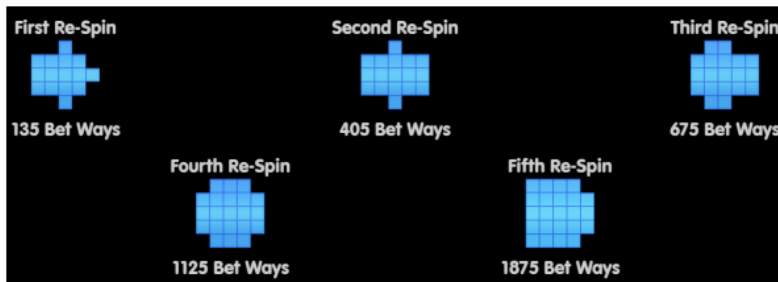 First Re-Spin
Second Re-Spin
Third Re-Spin
135 Bet Ways
405 Bet Ways
675 Bet Ways
Fourth Re-Spin
Fifth Re-Spin
1125 Bet Ways
1875 Bet Ways